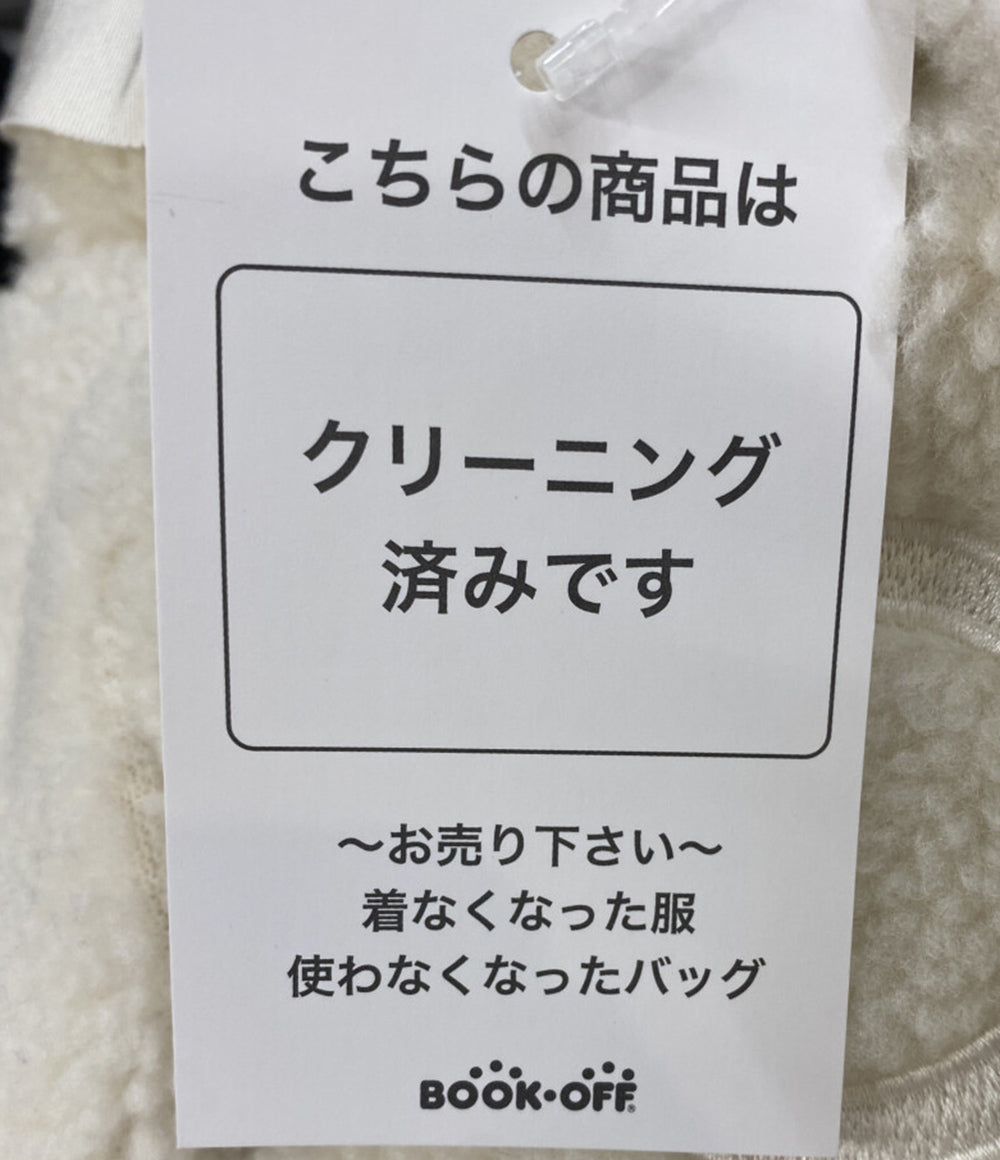 こちらの商品は
クリーニング
済みです
〜お売り下さい〜
着なくなった服
使わなくなったバッグ
BOOK・OFF®